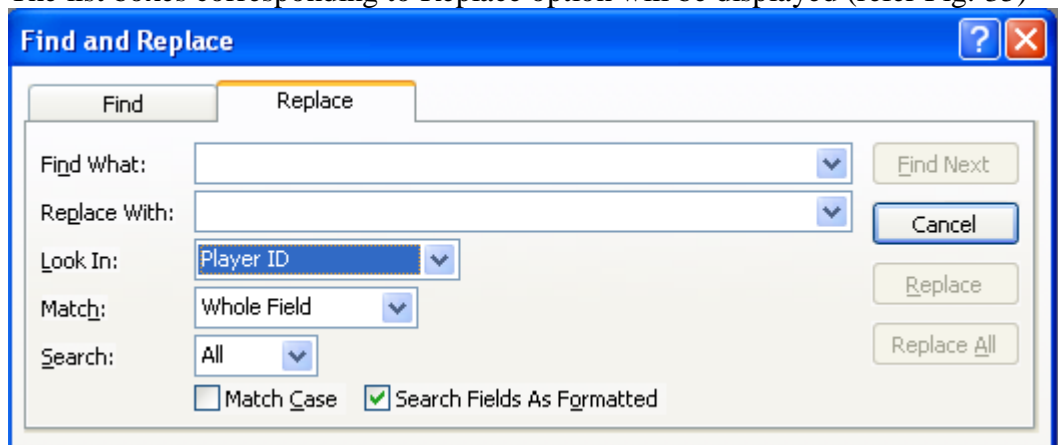 The list boxes corresponding to Replace option will be displayed (refer Fig. 35)
Find and Replace
Find Replace
Find What: Find Next
Replace With: Cancel
Look In: Player ID
Replace
Match: Whole Field
Search: All Replace All
Match Case Search Fields As Formatted